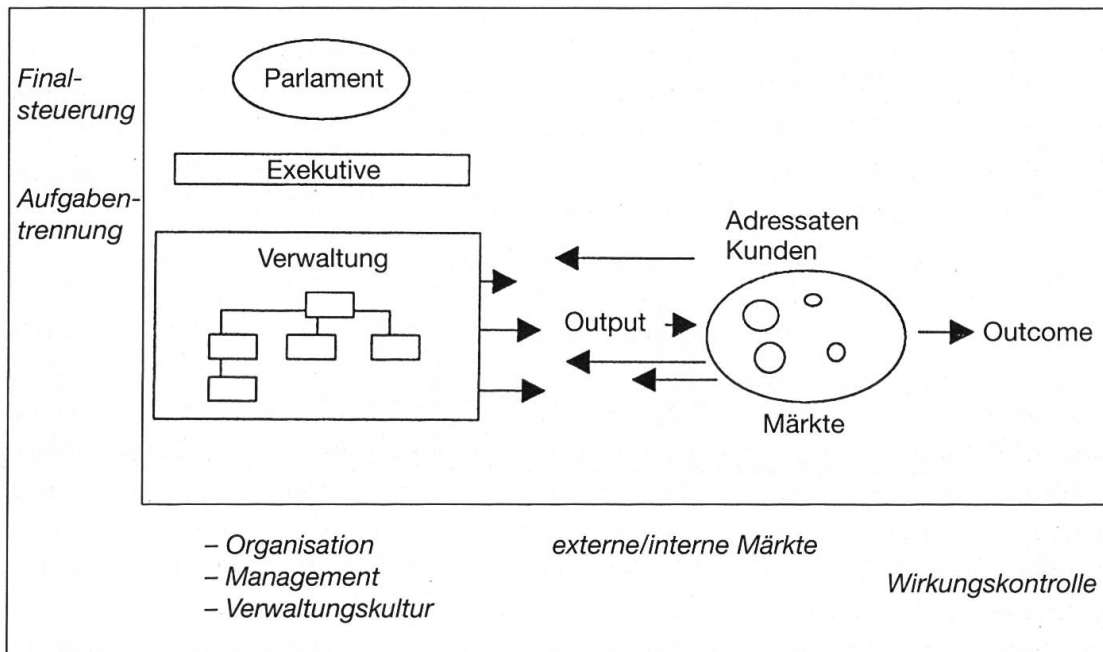 Final-
steuerung
Aufgaben-
trennung
Parlament
Exekutive
Verwaltung
Adressaten
Kunden
Output
Outcome
Märkte
– Organisation
– Management
– Verwaltungskultur
externe/interne Märkte
Wirkungskontrolle